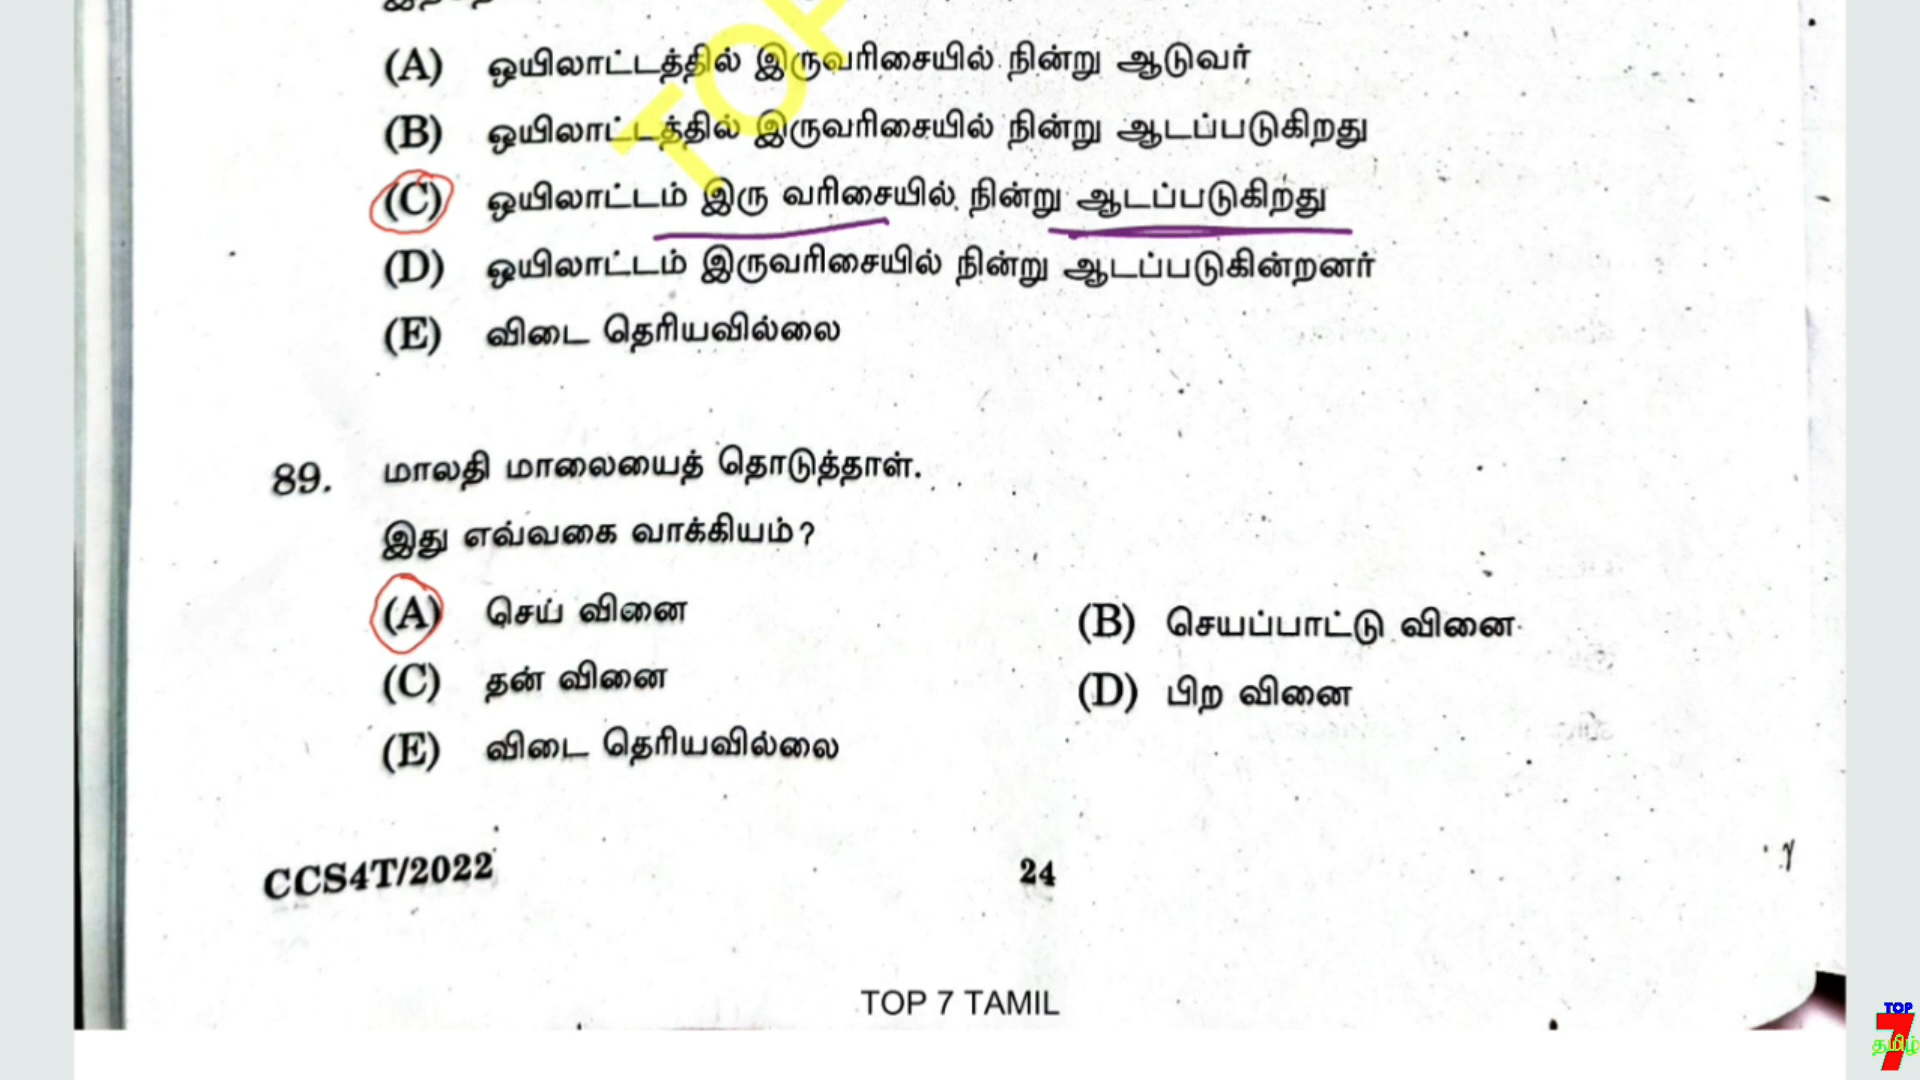 (A) ஒயிலாட்டத்தில் இருவரிசையில் நின்று ஆடுவர்
(B) ஒயிலாட்டத்தில் இருவரிசையில் நின்று ஆடப்படுகிறது
(C) ஒயிலாட்டம் இரு வரிசையில் நின்று ஆடப்படுகிறது
(D) ஒயிலாட்டம் இருவரிசையில் நின்று ஆடப்படுகின்றனர்
(E) விடை தெரியவில்லை
89. மாலதி மாலையைத் தொடுத்தாள்.
இது எவ்வகை வாக்கியம்?
(A) செய் வினை (B) செயப்பாட்டு வினை
(C) தன் வினை (D) பிற வினை
(E) விடை தெரியவில்லை
CCS4T/2022 24
TOP 7 TAMIL
TOP
7
தமிழ்